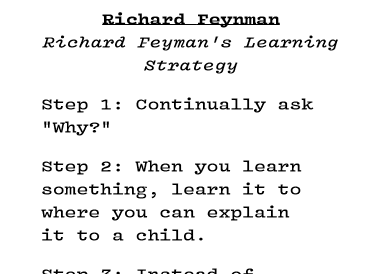 Richard Feynman
Richard Feyman's Learning
Strategy
Step 1: Continually ask
"Why?"
Step 2: When you learn
something, learn it to
where you can explain
it to a child.
Step 3: Instead of